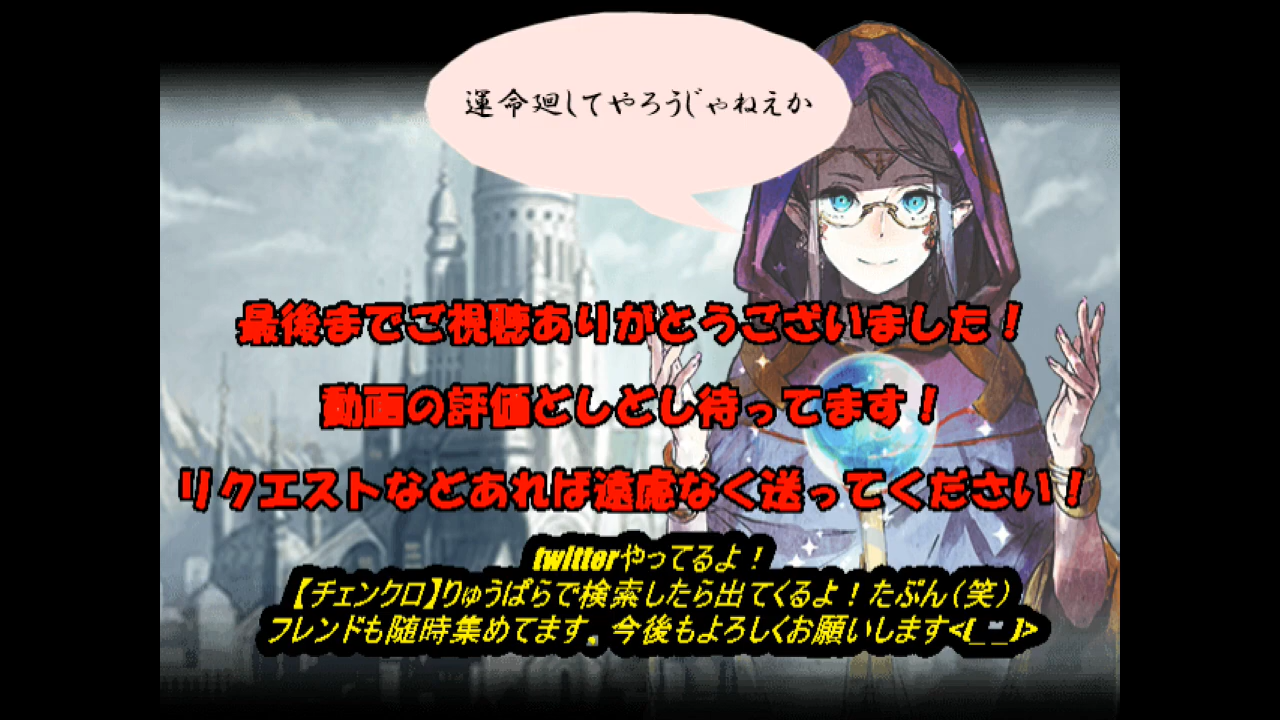 運命廻してやろうじゃねえか
最後までご視聴ありがとうございました！
動画の評価どしどし待ってます！
リクエストなどあれば遠慮なく送ってください！
twitterやってるよ！
【チェンクロ】りゅうぱらで検索したら出てくるよ！たぶん（笑）
フレンドも随時集めてます。今後もよろしくお願いします<(_ _)>